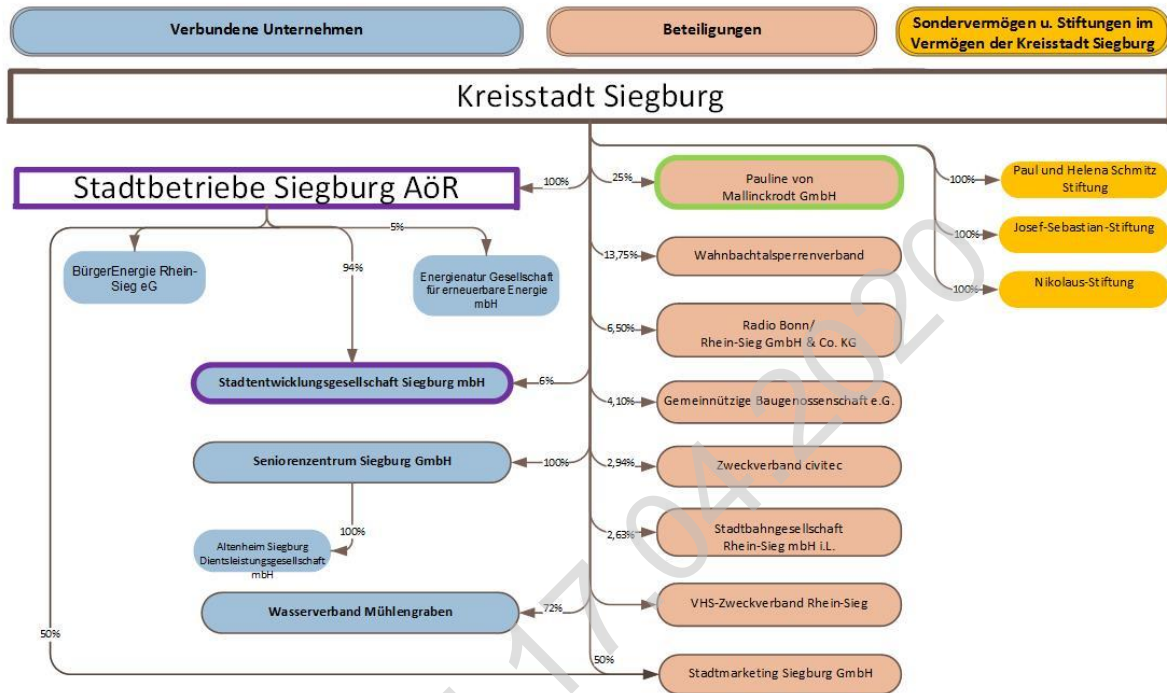 Verbundene Unternehmen
Beteiligungen
Sondervermögen u. Stiftungen im
Vermögen der Kreisstadt Siegburg
Kreisstadt Siegburg
Stadtbetriebe Siegburg AöR
100%
25%
Pauline von
Mallinckrodt GmbH
100%
Paul und Helena Schmitz
Stiftung
100%
Josef-Sebastian-Stiftung
100%
Nikolaus-Stiftung
BürgerEnergie Rhein-
Sieg eG
94%
5%
Energienatur Gesellschaft
für erneuerbare Energie
mbH
13,75%
Wahnbachtalsperrenverband
6,50%
Radio Bonn/
Rhein-Sieg GmbH & Co. KG
Stadtentwicklungsgesellschaft Siegburg mbH
6%
4,10%
Gemeinnützige Baugenossenschaft e.G.
Seniorenzentrum Siegburg GmbH
100%
2,94%
Zweckverband civitec
100%
Altenheim Siegburg
Dientsleistungsgesellschaft
mbH
2,63%
Stadtbahngesellschaft
Rhein-Sieg mbH i.L.
Wasserverband Mühlengraben
72%
VHS-Zweckverband Rhein-Sieg
50%
50%
Stadtmarketing Siegburg GmbH
17.04.2020